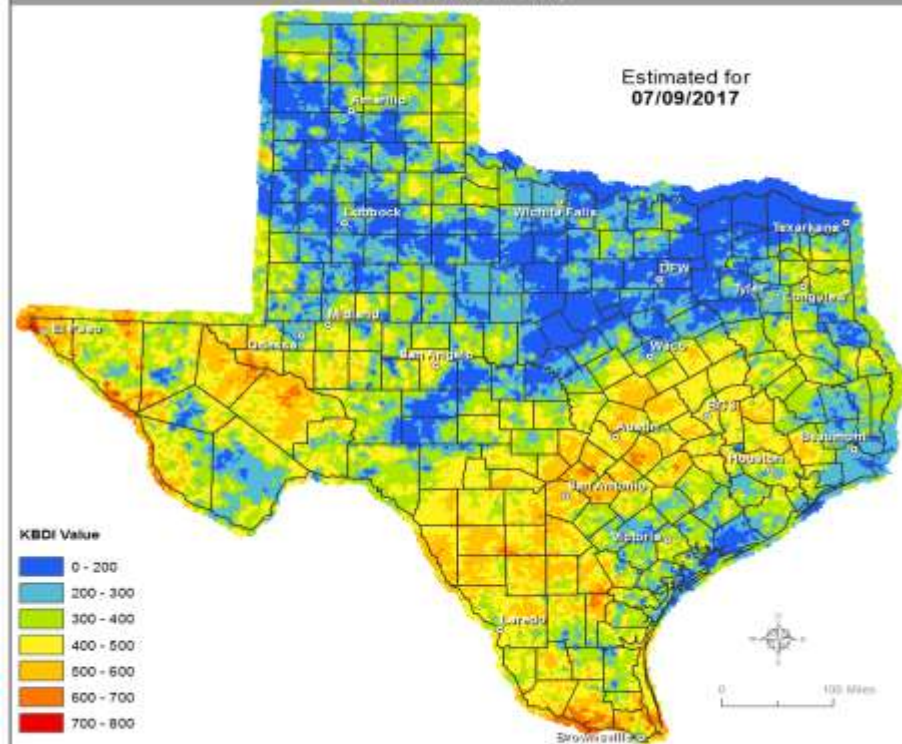 Estimated for
07/09/2017
Amarillo
Lubbock
Wichita Falls
Texarkana
DFW
Tyler
Longview
El Paso
Midland
Odessa
San Angelo
Waco
BCS
Austin
Beaumont
Houston
San Antonio
Victoria
Laredo
Brownsville
KBDI Value
0 - 200
200 - 300
300 - 400
400 - 500
500 - 600
600 - 700
700 - 800
0 100 Miles